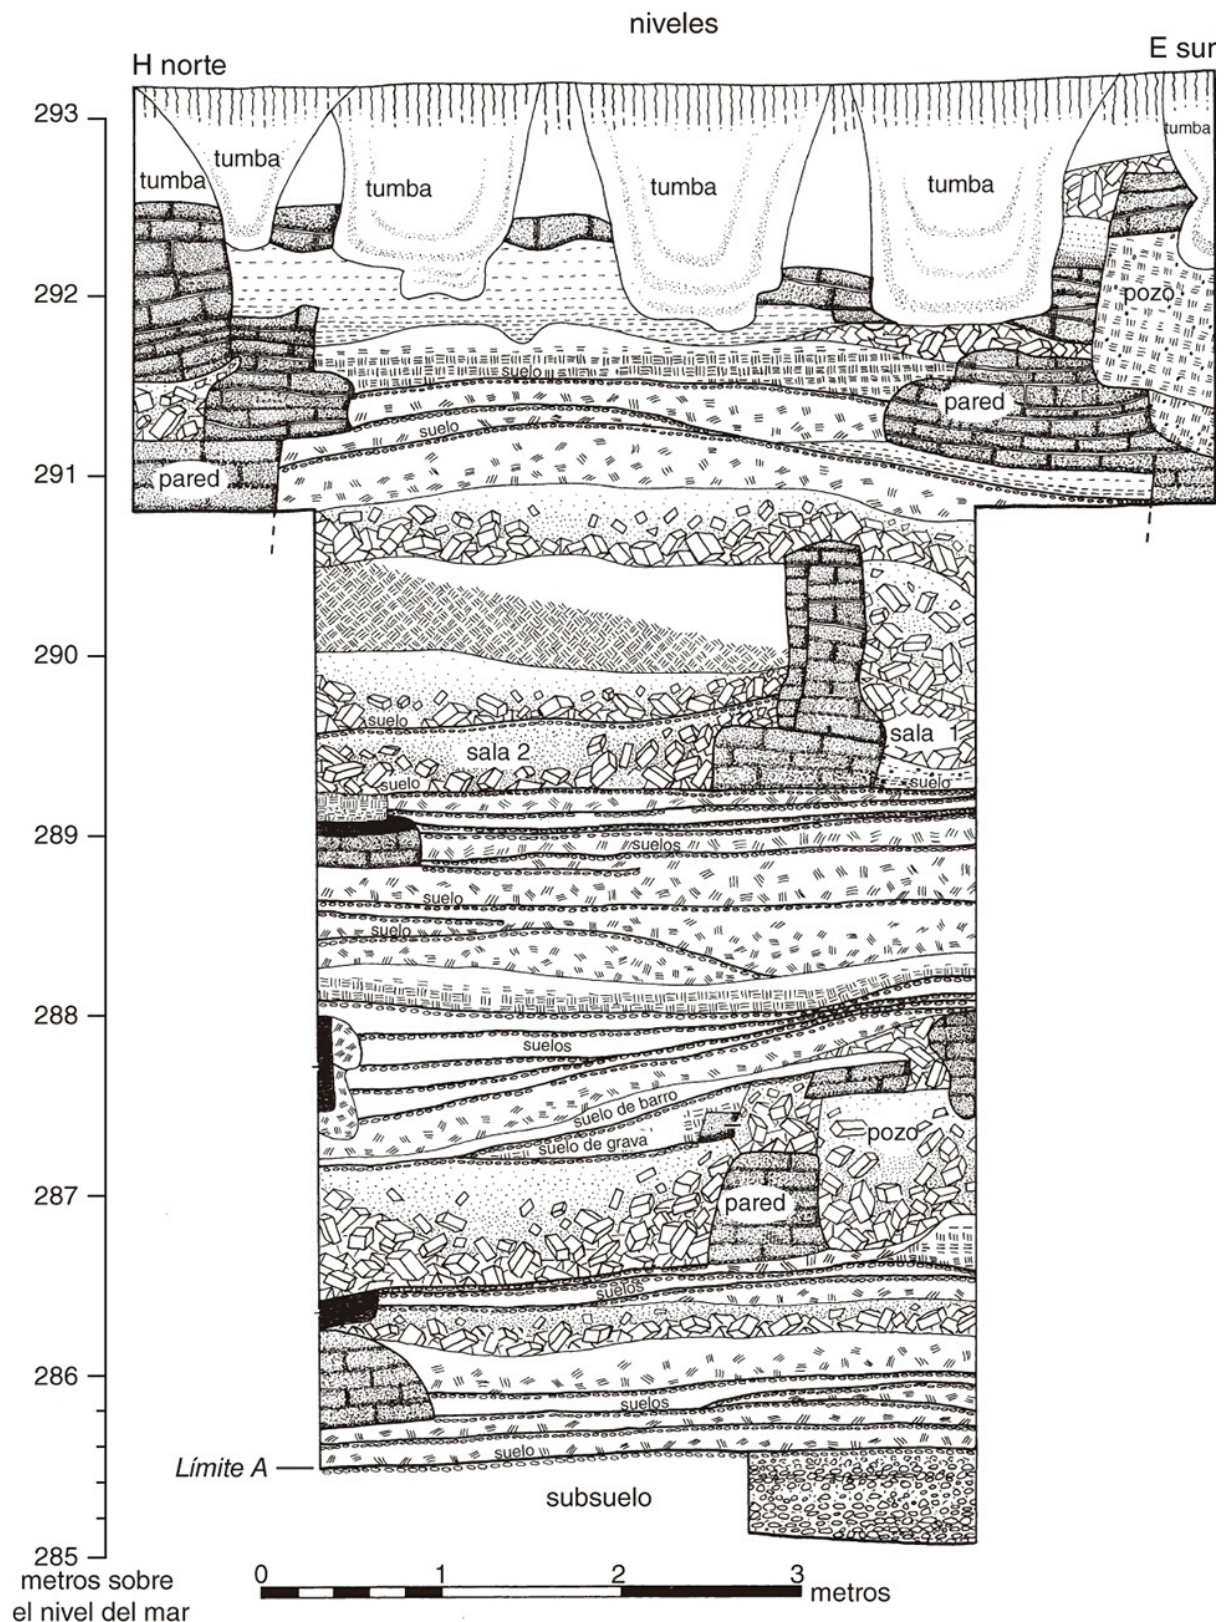 niveles
H norte
E sur
293
tumba
tumba
tumba
tumba
tumba
tumba
292
pozo
suelo
pared
suelo
291
pared
290
suelo
sala 1
sala 2
suelo
suelo
289
suelos
suelo
suelo
288
suelos
suelo de barro
suelo de grava
pozo
287
pared
suelos
286
suelos
suelo
Límite A
subsuelo
285
metros sobre
el nivel del mar
0 1 2 3
metros